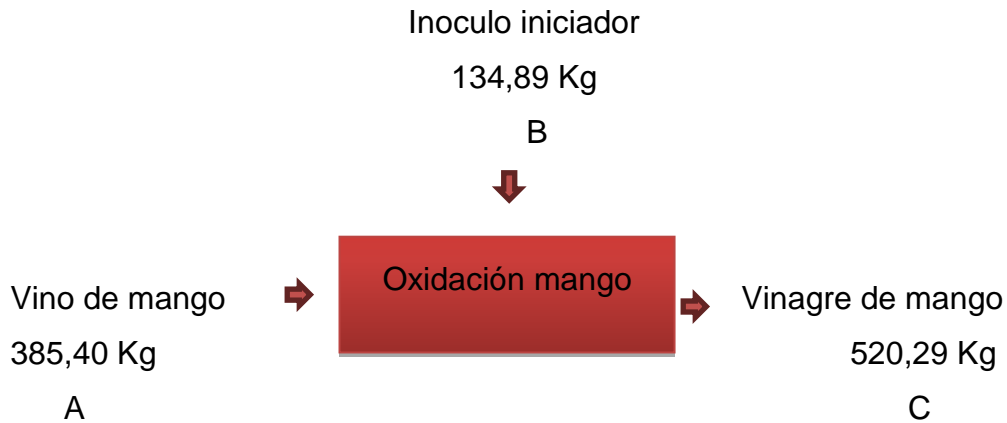 Inoculo iniciador
134,89 Kg
B
Oxidación mango
Vino de mango
385,40 Kg
A
Vinagre de mango
520,29 Kg
C